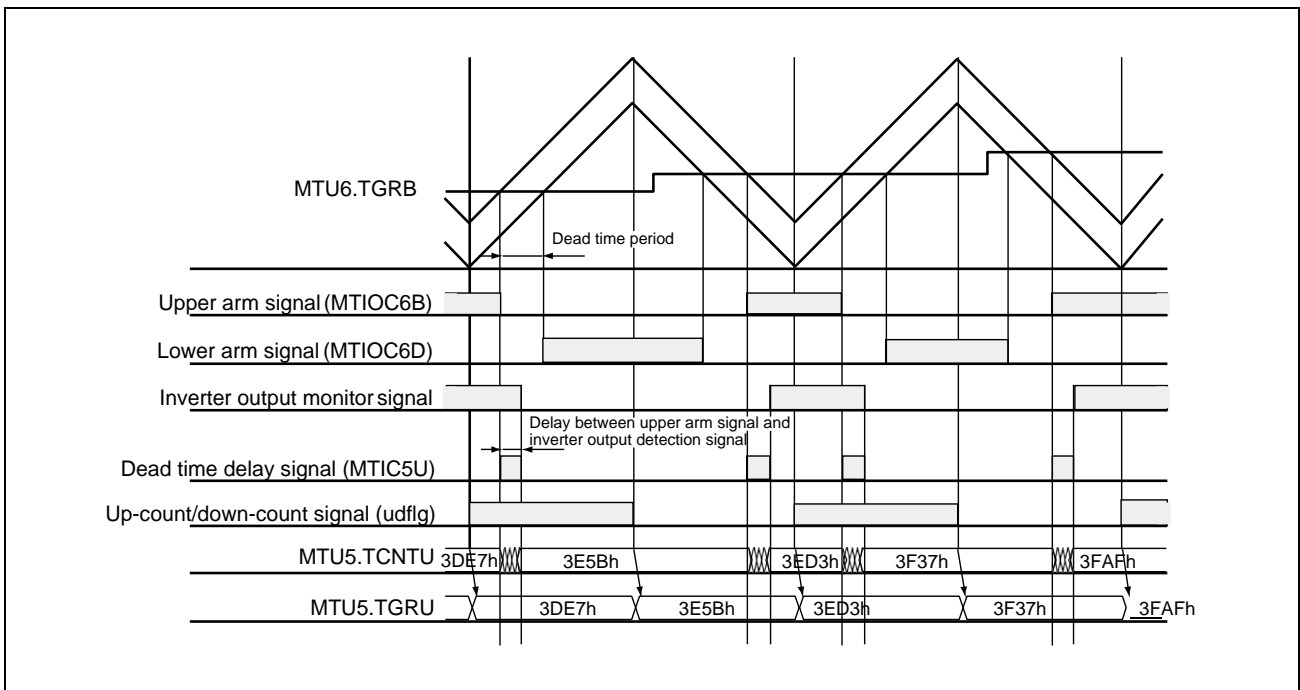 MTU6.TGRB
Dead time period
Upper arm signal (MTIOC6B)
Lower arm signal (MTIOC6D)
Inverter output monitor signal
Delay between upper arm signal and
inverter output detection signal
Dead time delay signal (MTIC5U)
Up-count/down-count signal (udflg)
MTU5.TCNTU 3DE7h 3E5Bh 3ED3h 3F37h 3FAFh
MTU5.TGRU 3DE7h 3E5Bh 3ED3h 3F37h 3FAFh